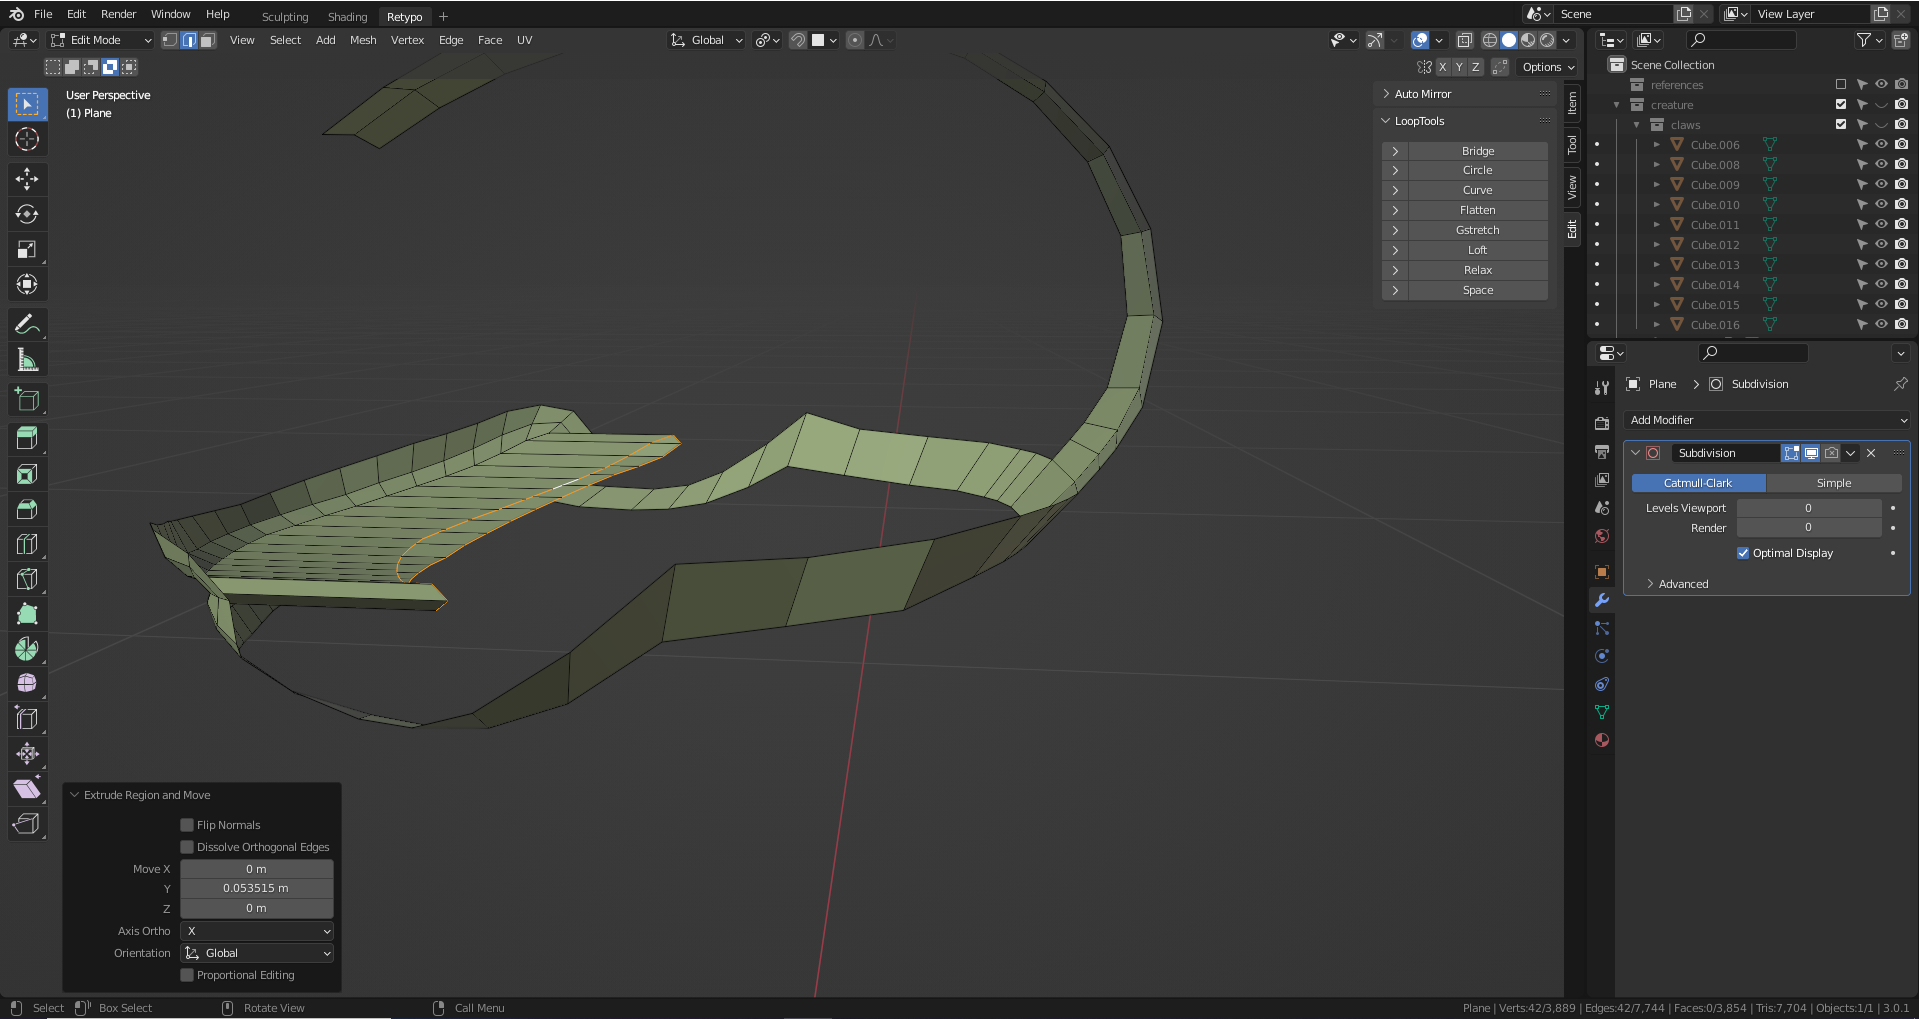 File Edit Render Window Help Sculpting Shading Retypo + Scene View Layer
Edit Mode View Select Add Mesh Vertex Edge Face UV Global
X Y Z Options
User Perspective
(1) Plane
Auto Mirror
LoopTools
Bridge
Circle
Curve
Flatten
Gstretch
Loft
Relax
Space
Item
Tool
View
Edit
Scene Collection
references
creature
claws
Cube.006
Cube.008
Cube.009
Cube.010
Cube.011
Cube.012
Cube.013
Cube.014
Cube.015
Cube.016
Plane > Subdivision
Add Modifier
Subdivision
Catmull-Clark Simple
Levels Viewport 0
Render 0
Optimal Display
Advanced
Extrude Region and Move
Flip Normals
Dissolve Orthogonal Edges
Move X 0 m
Y 0.053515 m
Z 0 m
Axis Ortho X
Orientation Global
Proportional Editing
Select Box Select Rotate View Call Menu
Plane | Verts:42/3,889 | Edges:42/7,744 | Faces:0/3,854 | Tris:7,704 | Objects:1/1 | 3.0.1